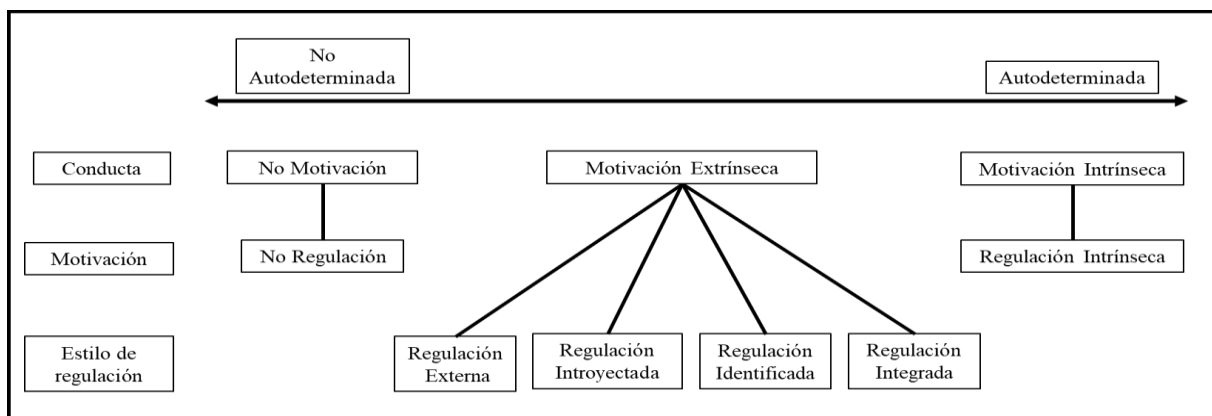 No
Autodeterminada
Autodeterminada
Conducta
No Motivación
Motivación Extrínseca
Motivación Intrínseca
Motivación
No Regulación
Regulación Intrínseca
Estilo de
regulación
Regulación
Externa
Regulación
Introyectada
Regulación
Identificada
Regulación
Integrada